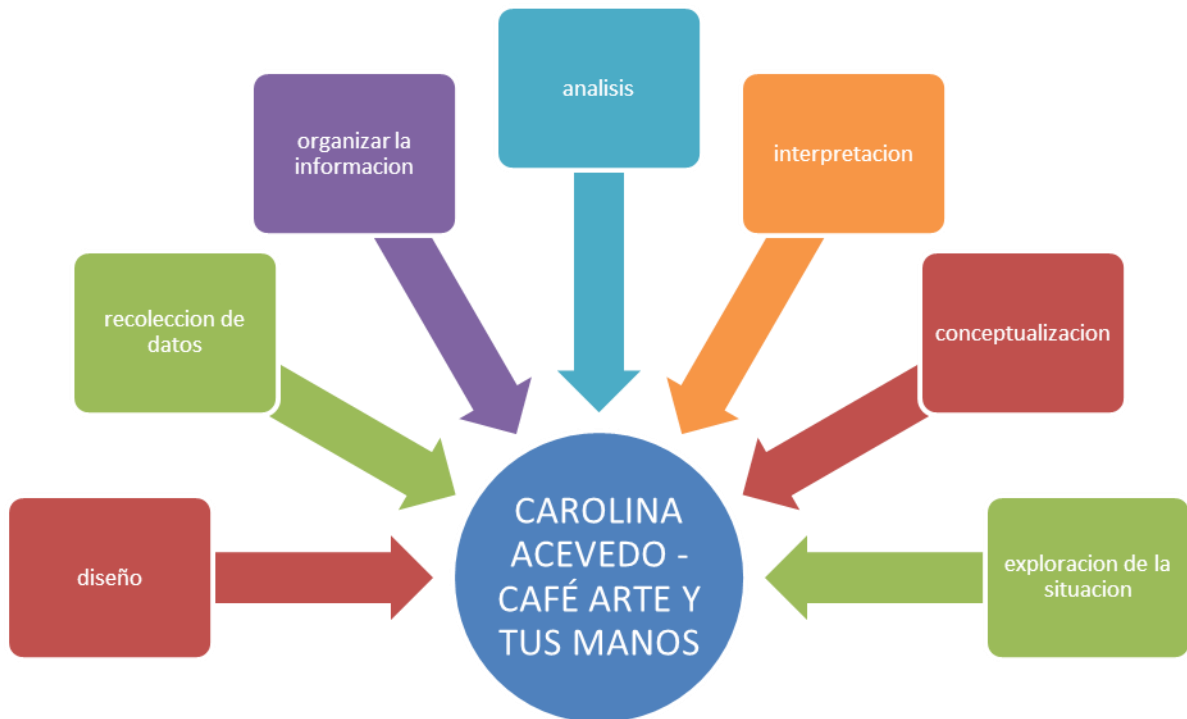 analisis
organizar la
informacion
interpretacion
recoleccion de
datos
conceptualizacion
diseño
exploracion de la
situacion
CAROLINA
ACEVEDO -
CAFÉ ARTE Y
TUS MANOS